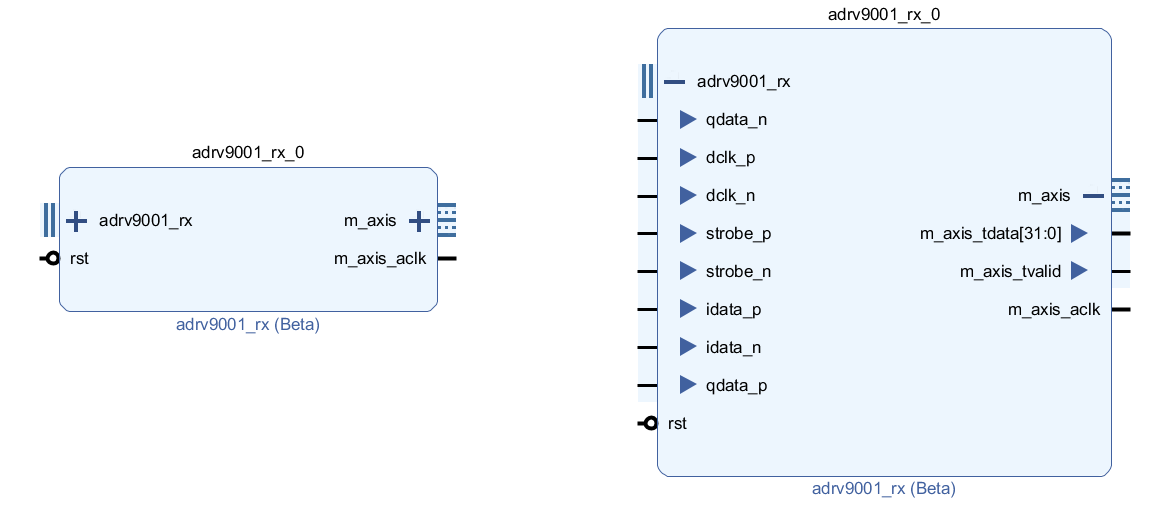 adrv9001_rx_0
adrv9001_rx
m_axis
rst
m_axis_aclk
adrv9001_rx (Beta)
adrv9001_rx_0
adrv9001_rx
qdata_n
dclk_p
dclk_n
m_axis
strobe_p
m_axis_tdata[31:0]
strobe_n
m_axis_tvalid
idata_p
m_axis_aclk
idata_n
qdata_p
rst
adrv9001_rx (Beta)